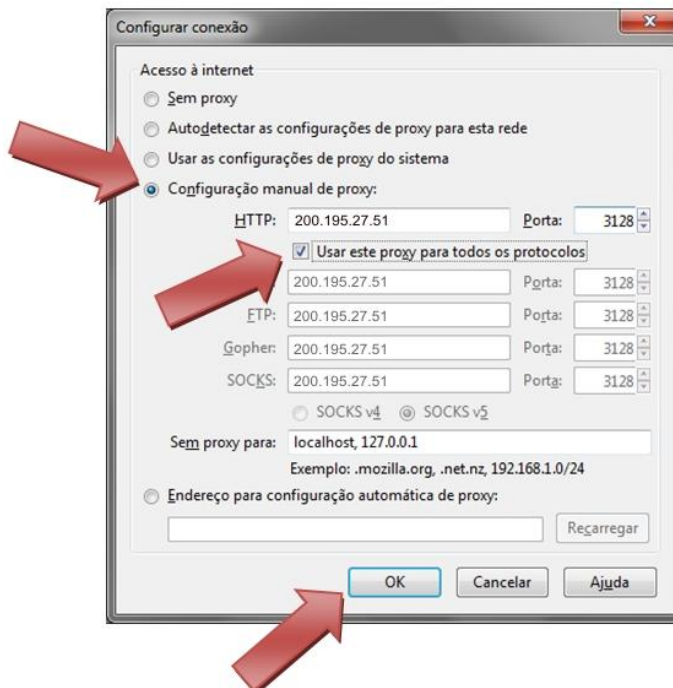 Configurar conexão
Acesso à internet
Sem proxy
Autodetectar as configurações de proxy para esta rede
Usar as configurações de proxy do sistema
Configuração manual de proxy:
HTTP: 200.195.27.51 Porta: 3128
Usar este proxy para todos os protocolos
200.195.27.51 Porta: 3128
FTP: 200.195.27.51 Porta: 3128
Gopher: 200.195.27.51 Porta: 3128
SOCKS: 200.195.27.51 Porta: 3128
SOCKS v4 SOCKS v5
Sem proxy para: localhost, 127.0.0.1
Exemplo: .mozilla.org, .net.nz, 192.168.1.0/24
Endereço para configuração automática de proxy:
Recarregar
OK Cancelar Ajuda